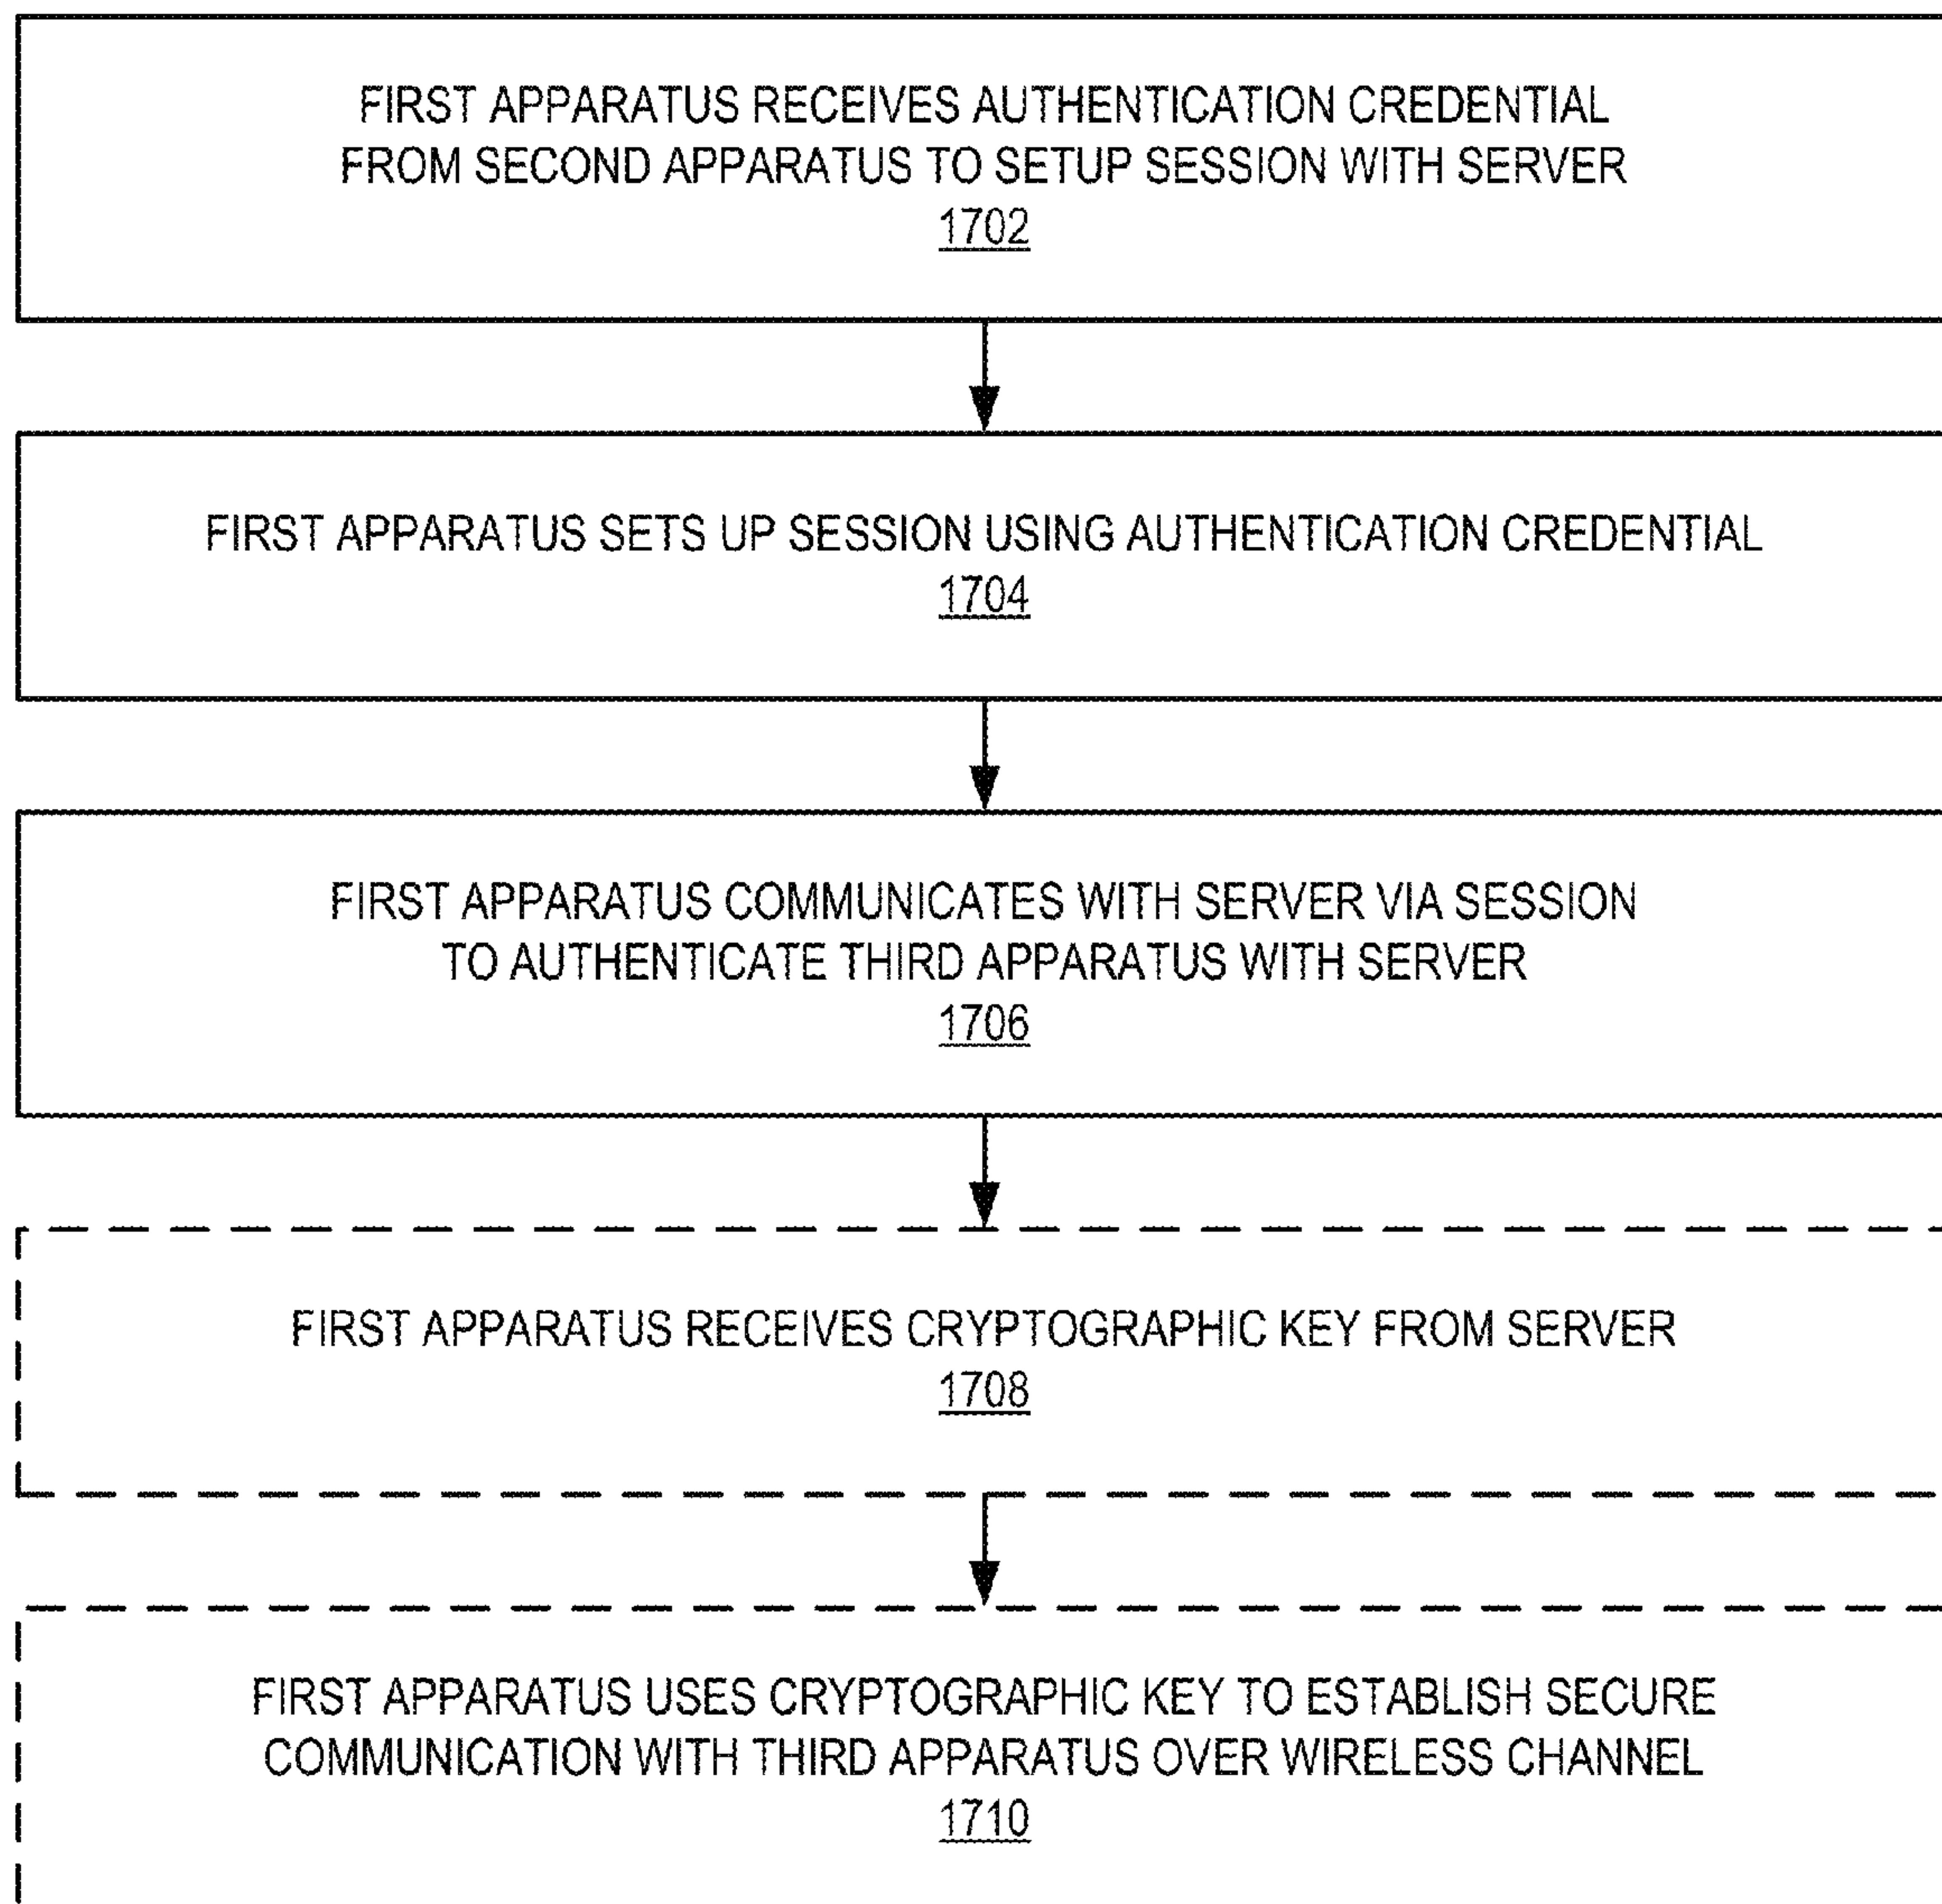 FIRST APPARATUS RECEIVES AUTHENTICATION CREDENTIAL
FROM SECOND APPARATUS TO SETUP SESSION WITH SERVER
1702
FIRST APPARATUS SETS UP SESSION USING AUTHENTICATION CREDENTIAL
1704
FIRST APPARATUS COMMUNICATES WITH SERVER VIA SESSION
TO AUTHENTICATE THIRD APPARATUS WITH SERVER
1706
FIRST APPARATUS RECEIVES CRYPTOGRAPHIC KEY FROM SERVER
1708
FIRST APPARATUS USES CRYPTOGRAPHIC KEY TO ESTABLISH SECURE
COMMUNICATION WITH THIRD APPARATUS OVER WIRELESS CHANNEL
1710